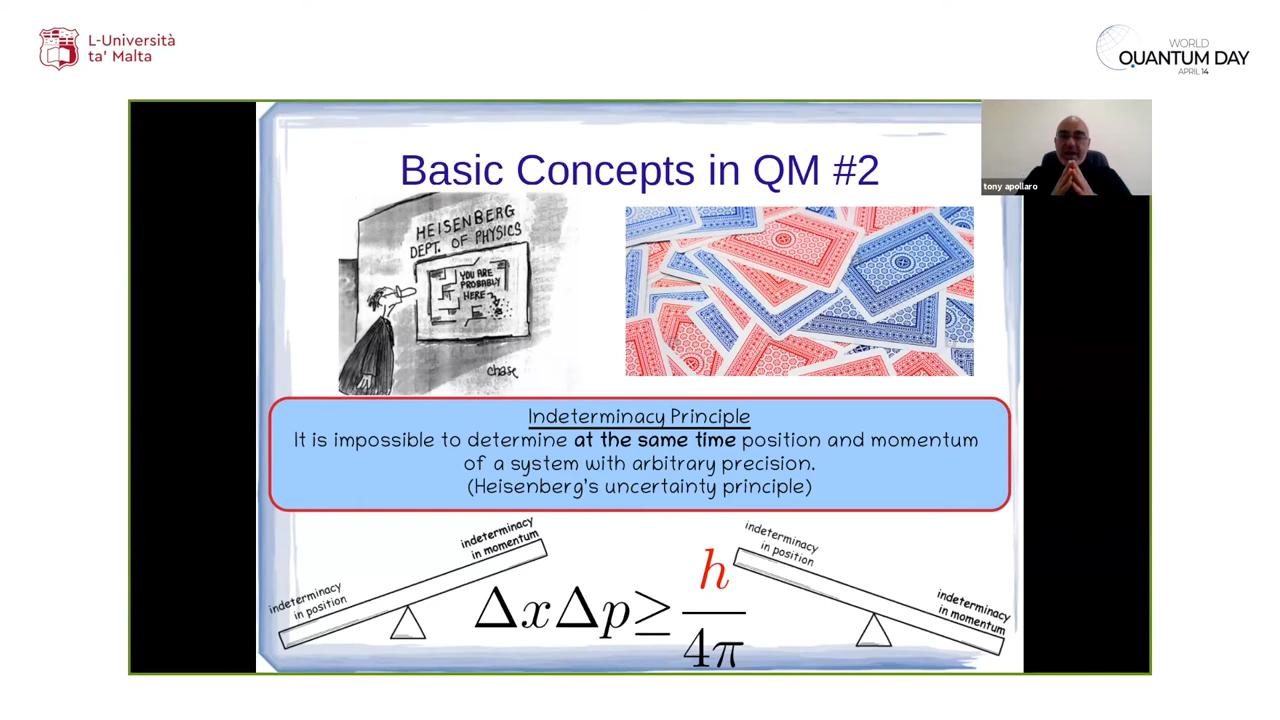 L-Università
ta' Malta
WORLD
QUANTUM DAY
APRIL 14
tony apollaro
Basic Concepts in QM #2
HEISENBERG
DEPT. OF PHYSICS
YOU ARE
PROBABLY
HERE
chase
Indeterminacy Principle
It is impossible to determine at the same time position and momentum
of a system with arbitrary precision.
(Heisenberg's uncertainty principle)
indeterminacy
in position
indeterminacy
in momentum
ΔxΔp≥h/4π
indeterminacy
in position
indeterminacy
in momentum